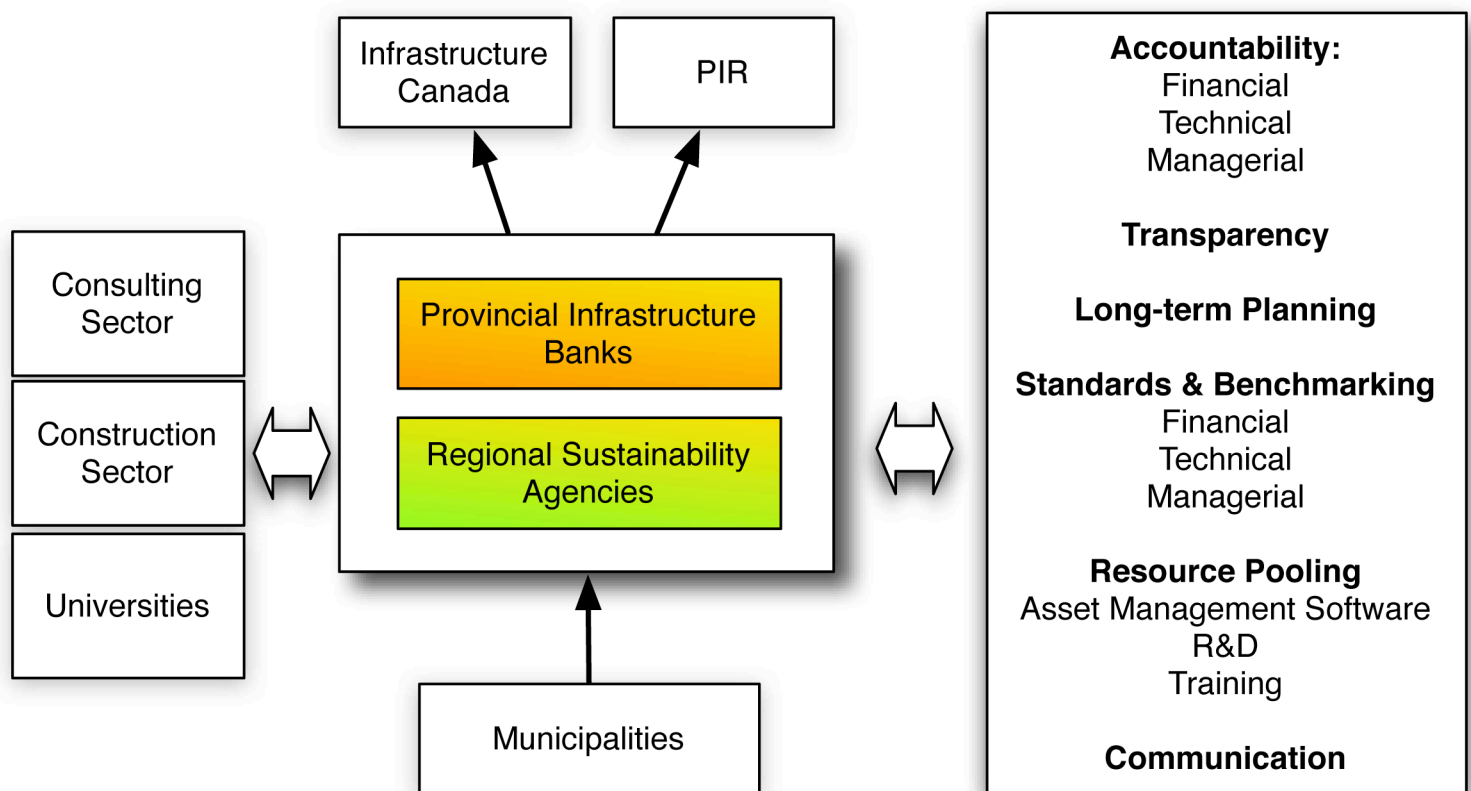 Infrastructure
Canada
PIR
Consulting
Sector
Construction
Sector
Universities
Provincial Infrastructure
Banks
Regional Sustainability
Agencies
Municipalities
Accountability:
Financial
Technical
Managerial
Transparency
Long-term Planning
Standards & Benchmarking
Financial
Technical
Managerial
Resource Pooling
Asset Management Software
R&D
Training
Communication